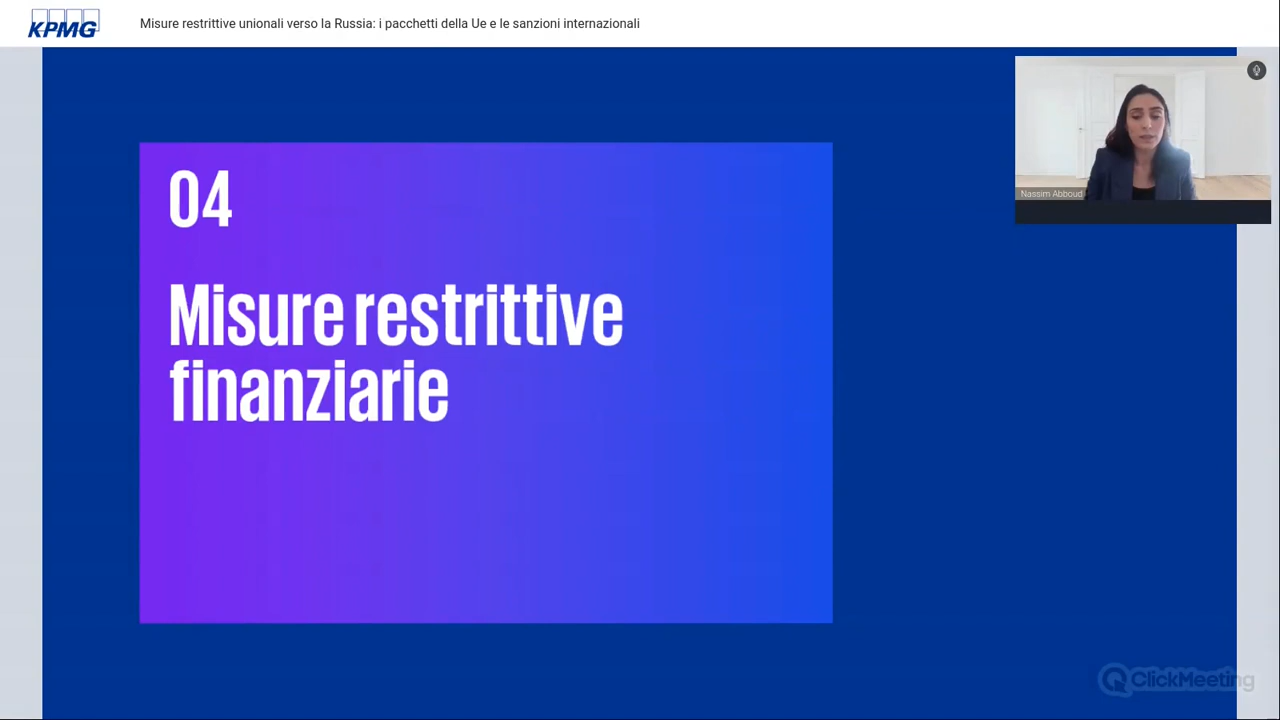 KPMG
Misure restrittive unionali verso la Russia: i pacchetti della Ue e le sanzioni internazionali
04
Misure restrittive
finanziarie
Nassim Abboud
ClickMeeting